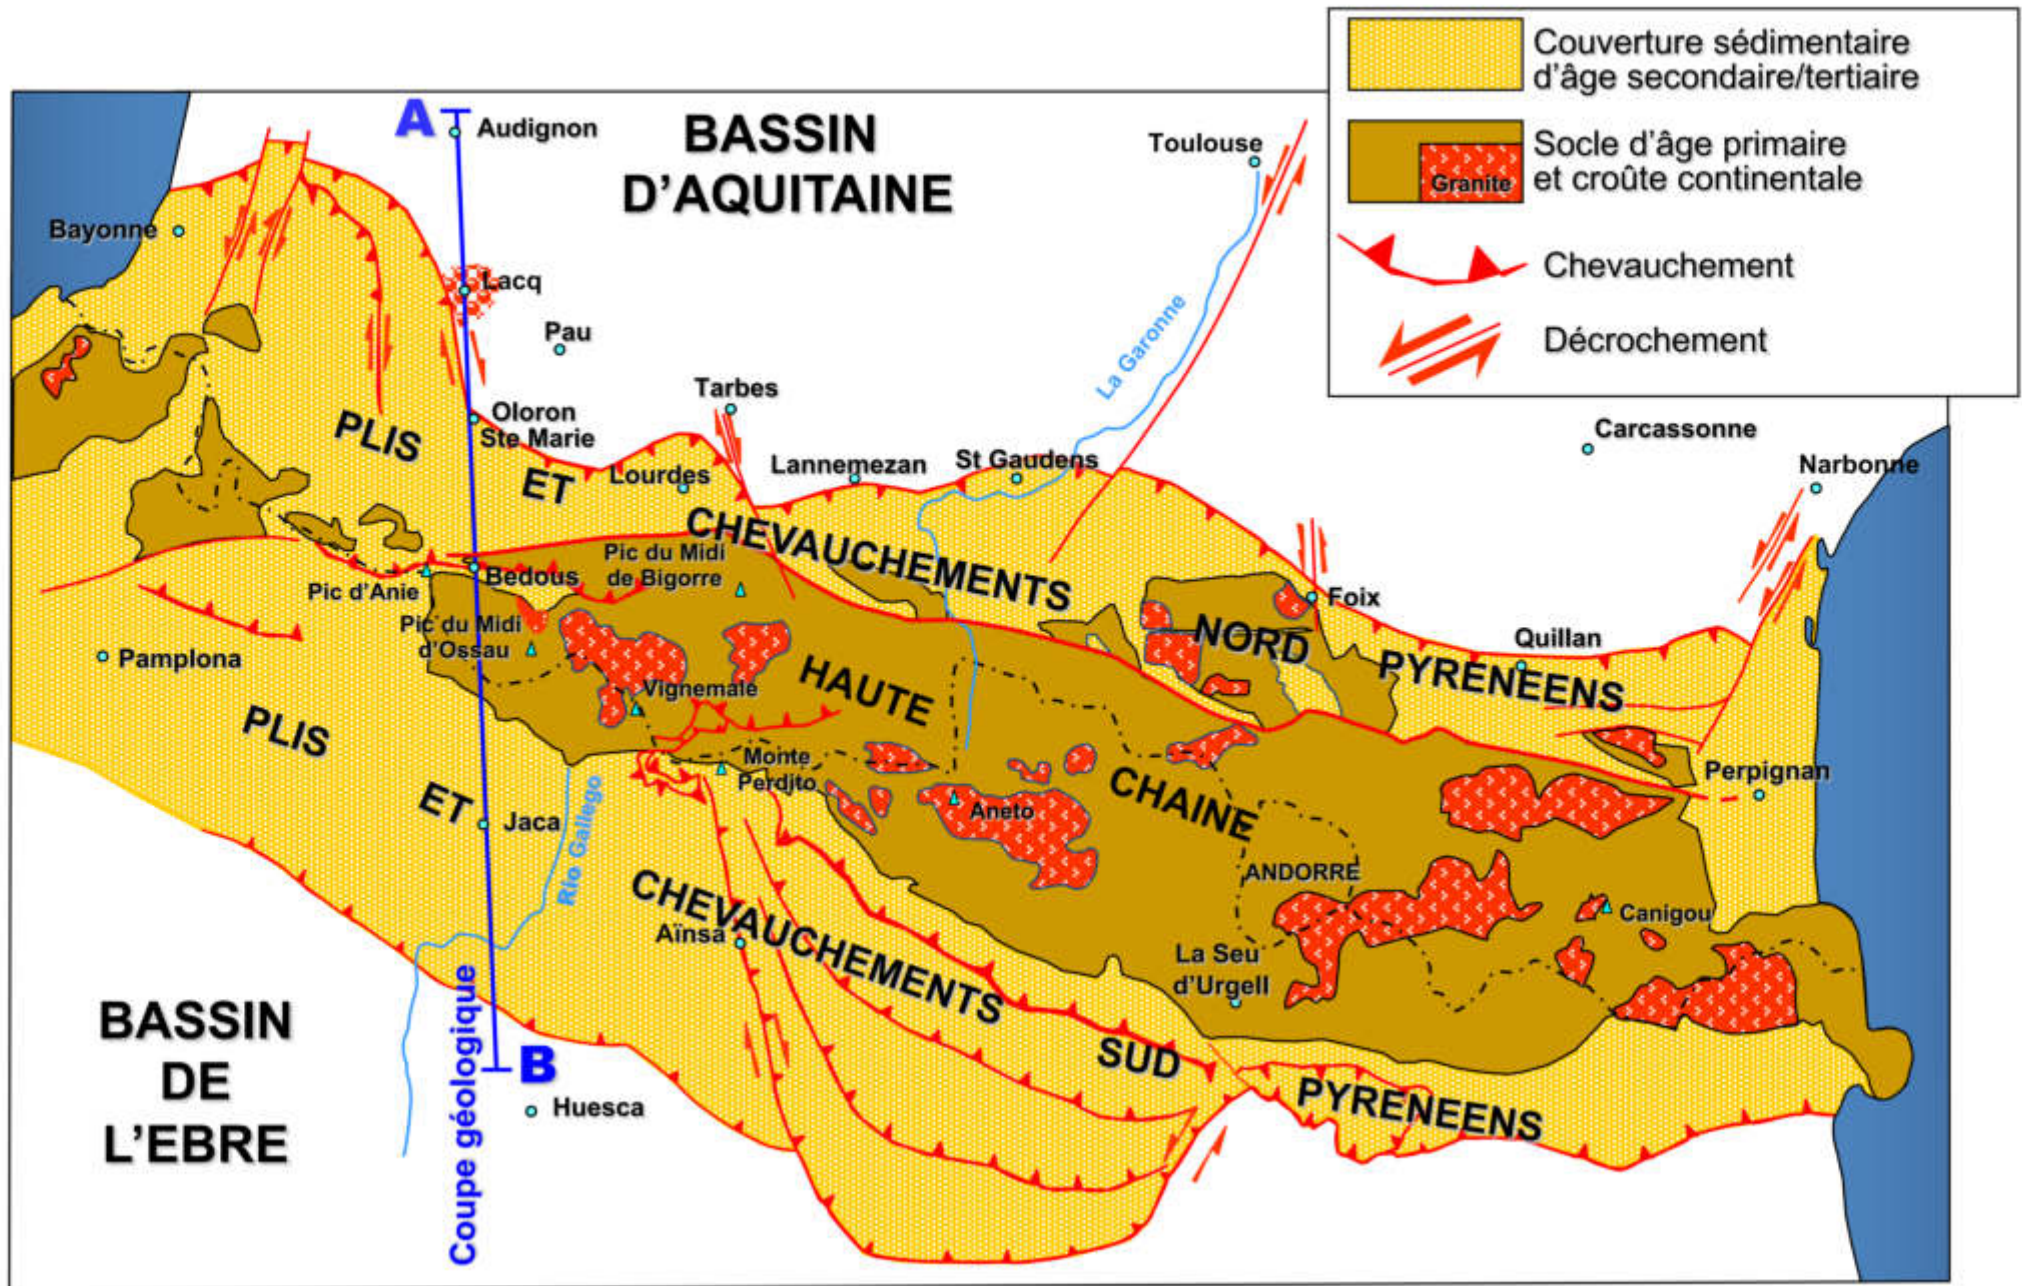 Couverture sédimentaire
d'âge secondaire/tertiaire
Socle d'âge primaire
et croûte continentale
Granite
Chevauchement
Décrochement
A
Audignon
BASSIN
D'AQUITAINE
Toulouse
Bayonne
Lacq
Pau
La Garonne
Tarbes
Oloron
Ste Marie
Carcassonne
Narbonne
Lourdes
Lannemezan
St Gaudens
PLIS
ET
CHEVAUCHEMENTS
NORD
PYRENEENS
Pic d'Anie
Bedous
Pic du Midi
de Bigorre
Foix
Quillan
Pic du Midi
d'Ossau
Pamplona
Vignemale
HAUTE
CHAINE
Monte
Perdito
Aneto
Perpignan
ANDORRE
Canigou
La Seu
d'Urgell
PLIS
ET
CHEVAUCHEMENTS
SUD
PYRENEENS
Jaca
Rio Gallego
Aïnsa
BASSIN
DE
L'EBRE
Coupe géologique
B
Huesca